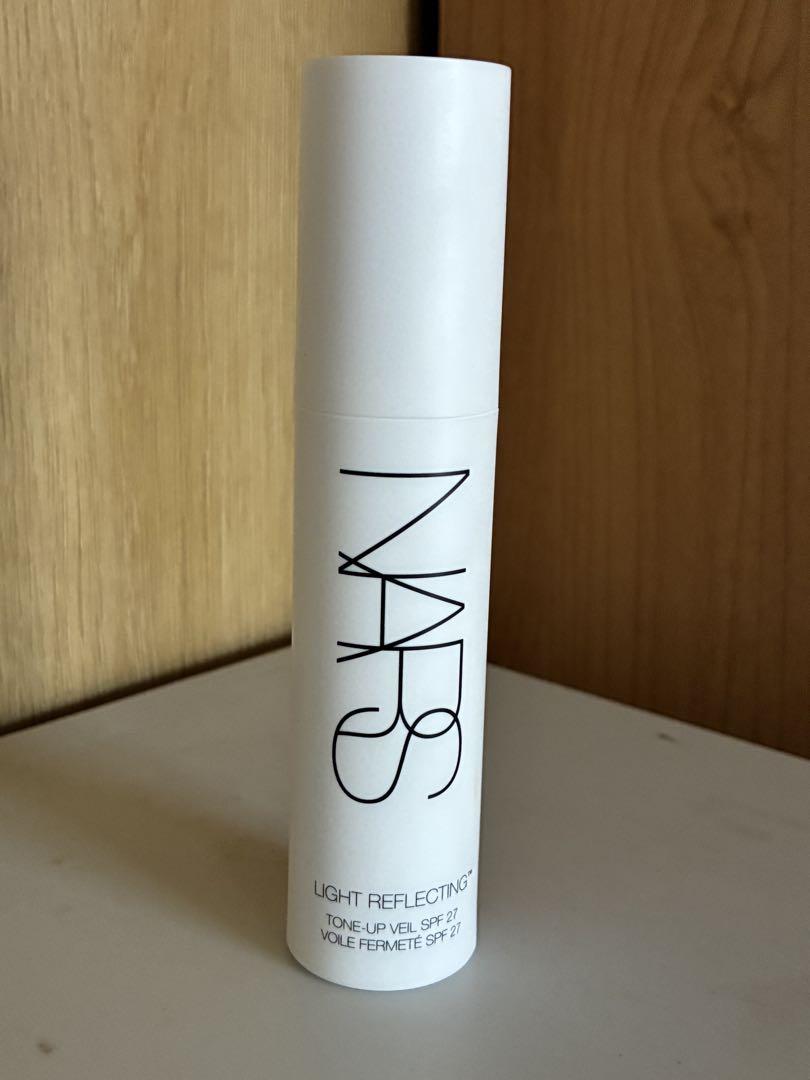 NARS
LIGHT REFLECTING™
TONE-UP VEIL SPF 27
VOILE FERMETÉ SPF 27